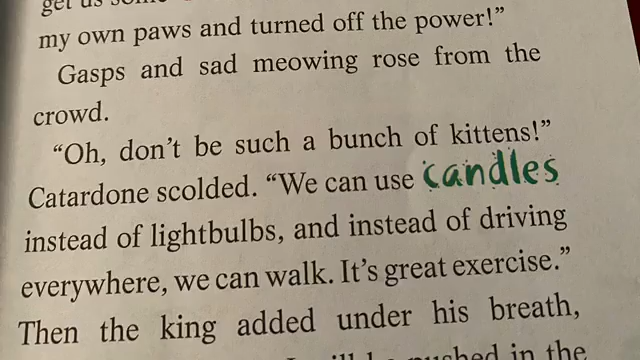 get us some
my own paws and turned off the power!”
Gasps and sad meowing rose from the
crowd.
“Oh, don’t be such a bunch of kittens!”
Catardone scolded. “We can use candles
instead of lightbulbs, and instead of driving
everywhere, we can walk. It’s great exercise.”
Then the king added under his breath,
in the